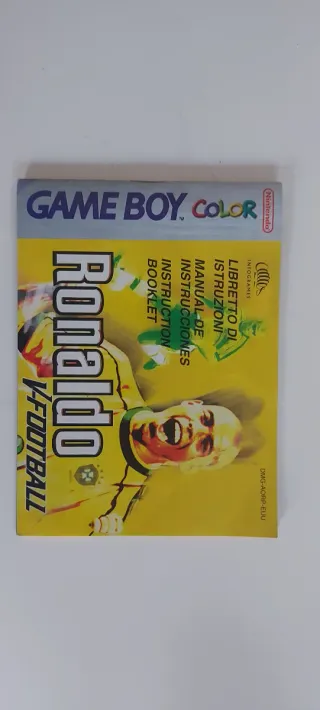 GAME BOY COLOR
Nintendo
INFOGRAMES
LIBRETTO DI
ISTRUZIONI
MANUAL DE
INSTRUCCIONES
INSTRUCTION
BOOKLET
Ronaldo
V-FOOTBALL